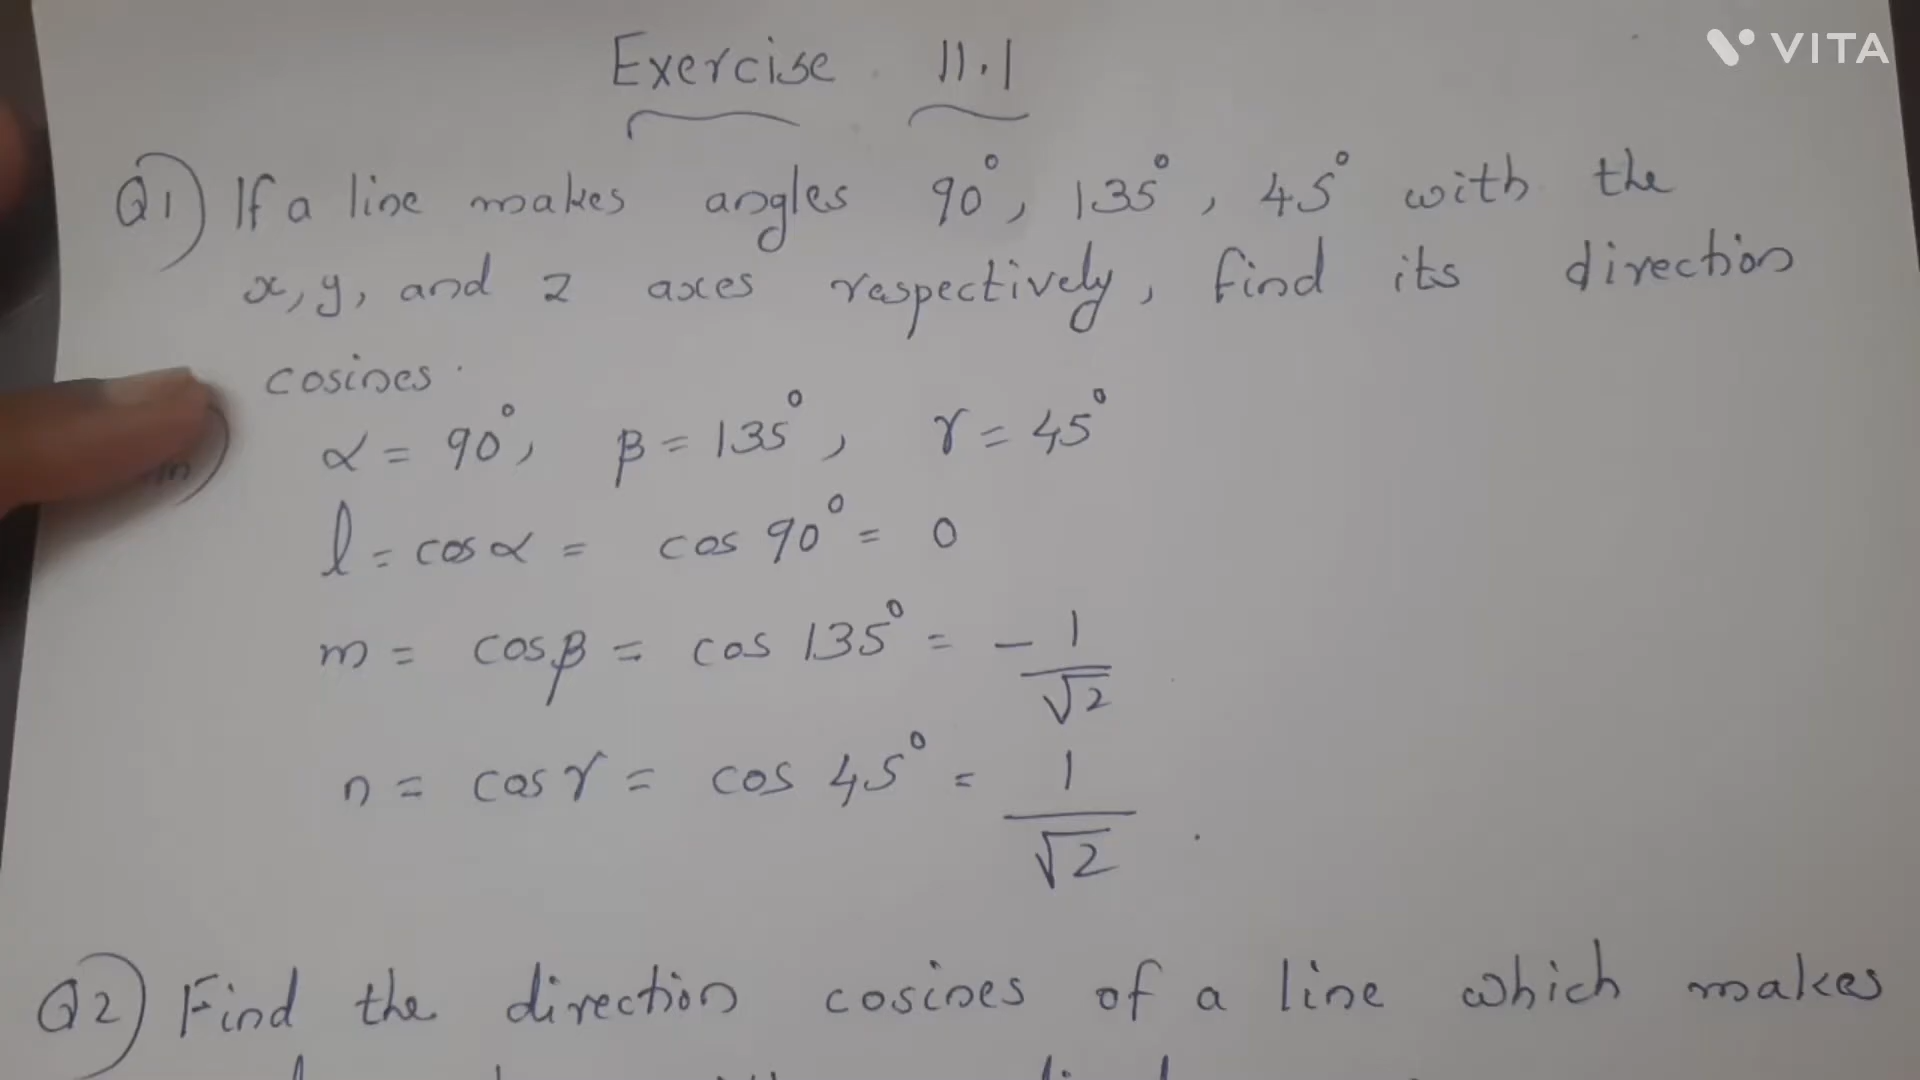 VITA
Exercise 11.1
Q1) If a line makes angles 90°, 135°, 45° with the
x, y, and z axes respectively, find its direction
cosines.
α = 90°, β = 135°, γ = 45°
l = cos α = cos 90° = 0
m = cos β = cos 135° = -1/√2
n = cos γ = cos 45° = 1/√2.
Q2) Find the direction cosines of a line which makes